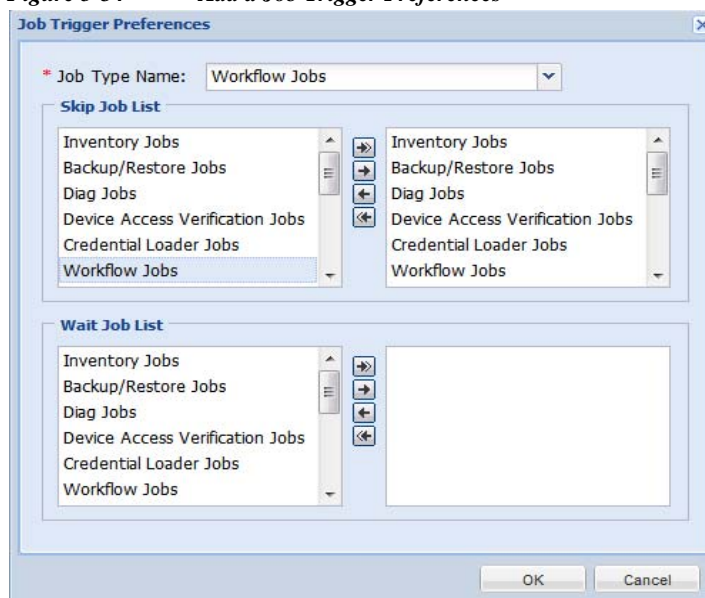 Job Trigger Preferences
* Job Type Name: Workflow Jobs
Skip Job List
Inventory Jobs
Backup/Restore Jobs
Diag Jobs
Device Access Verification Jobs
Credential Loader Jobs
Workflow Jobs
Inventory Jobs
Backup/Restore Jobs
Diag Jobs
Device Access Verification Jobs
Credential Loader Jobs
Workflow Jobs
Wait Job List
Inventory Jobs
Backup/Restore Jobs
Diag Jobs
Device Access Verification Jobs
Credential Loader Jobs
Workflow Jobs
OK Cancel